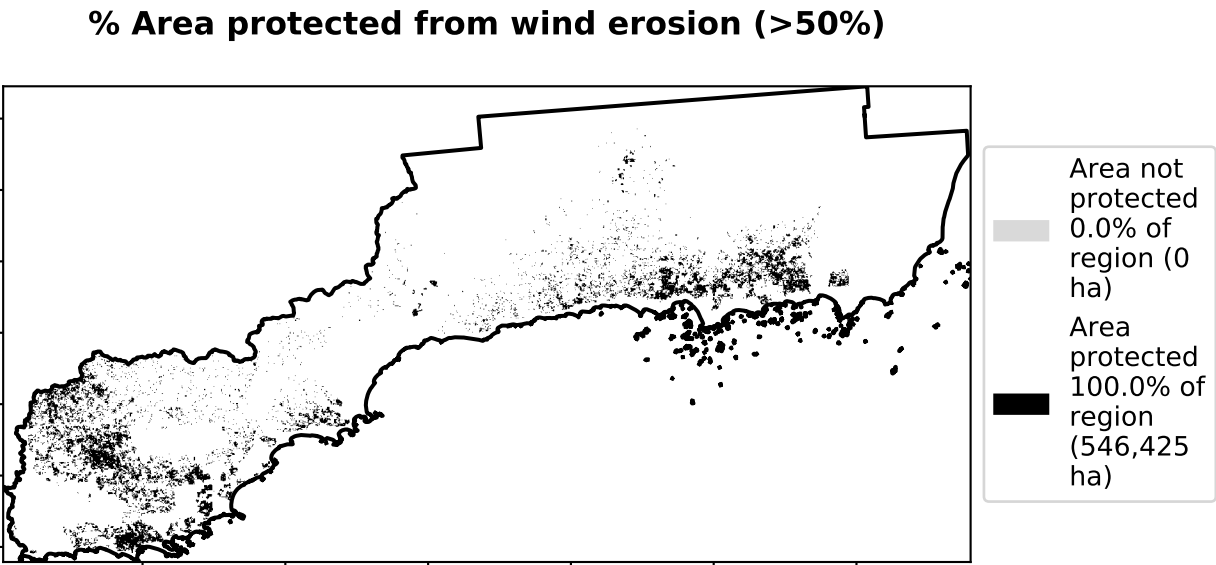 % Area protected from wind erosion (>50%)
Area not
protected
0.0% of
region (0
ha)
Area
protected
100.0% of
region
(546,425
ha)